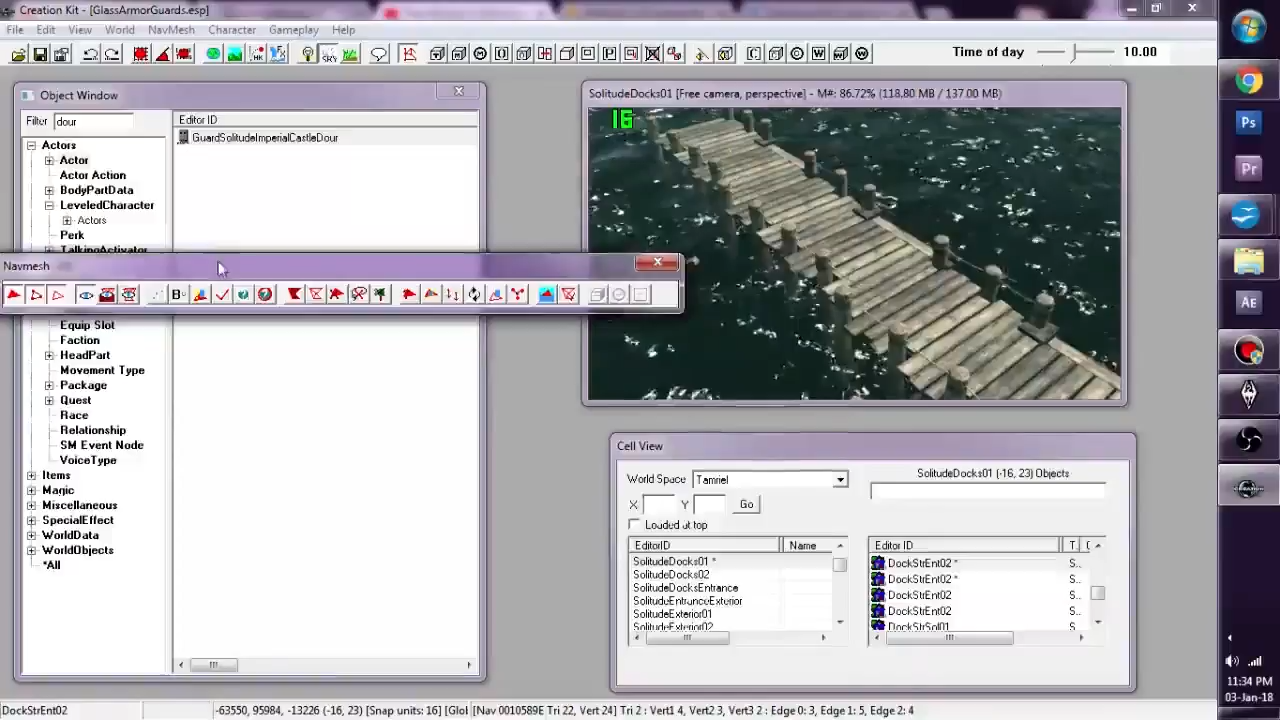 Creation Kit - [GlassArmorGuards.esp]
File Edit View World NavMesh Character Gameplay Help
Time of day 10.00
Object Window
Filter dour
Editor ID
GuardSolitudeImperialCastleDour
Actors
Actor
Actor Action
BodyPartData
LeveledCharacter
Actors
Perk
TalkingActivator
Navmesh
Equip Slot
Faction
HeadPart
Movement Type
Package
Quest
Race
Relationship
SM Event Node
VoiceType
Items
Magic
Miscellaneous
SpecialEffect
WorldData
WorldObjects
*All
SolitudeDocks01 [Free camera, perspective] - M#: 86.72% (118.80 MB / 137.00 MB)
16
Cell View
World Space Tamriel
X Y Go
Loaded at top
EditorID Name
SolitudeDocks01 *
SolitudeDocks02
SolitudeDocksEntrance
SolitudeEntranceExterior
SolitudeExterior01
SolitudeExterior02
SolitudeDocks01 (-16, 23) Objects
Editor ID T.
DockStrEnt02 * S..
DockStrEnt02 * S..
DockStrEnt02 S..
DockStrEnt02 S..
DockStrSol01 S
DockStrEnt02
-63550, 95984, -13226 (-16, 23) [Snap units: 16] [Glol
Tri 2 : Vert1 4, Vert2 3, Vert3 2 : Edge 0:3, Edge 1: 5, Edge 2: 4
Ps
Pr
AE
11:34 PM
03-Jan-18